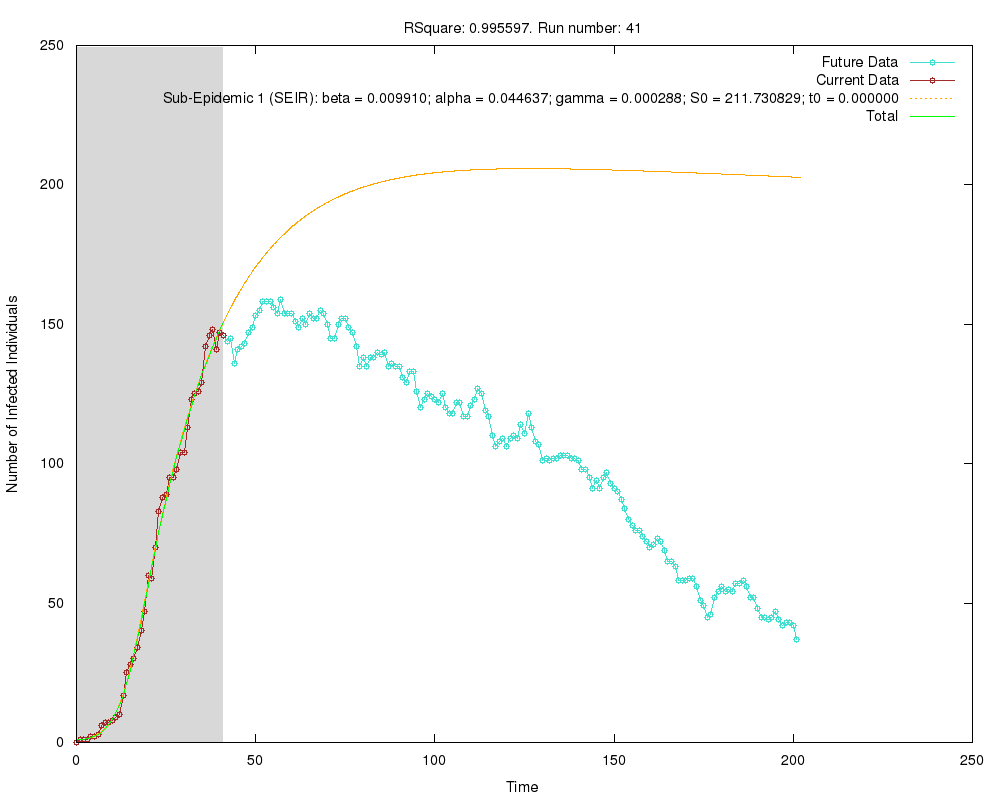 RSquare: 0.995597. Run number: 41
250
200
150
100
50
0
Number of Infected Individuals
Future Data
Current Data
Sub-Epidemic 1 (SEIR): beta = 0.009910; alpha = 0.044637; gamma = 0.000288; S0 = 211.730829; t0 = 0.000000
Total
0 50 100 150 200 250
Time